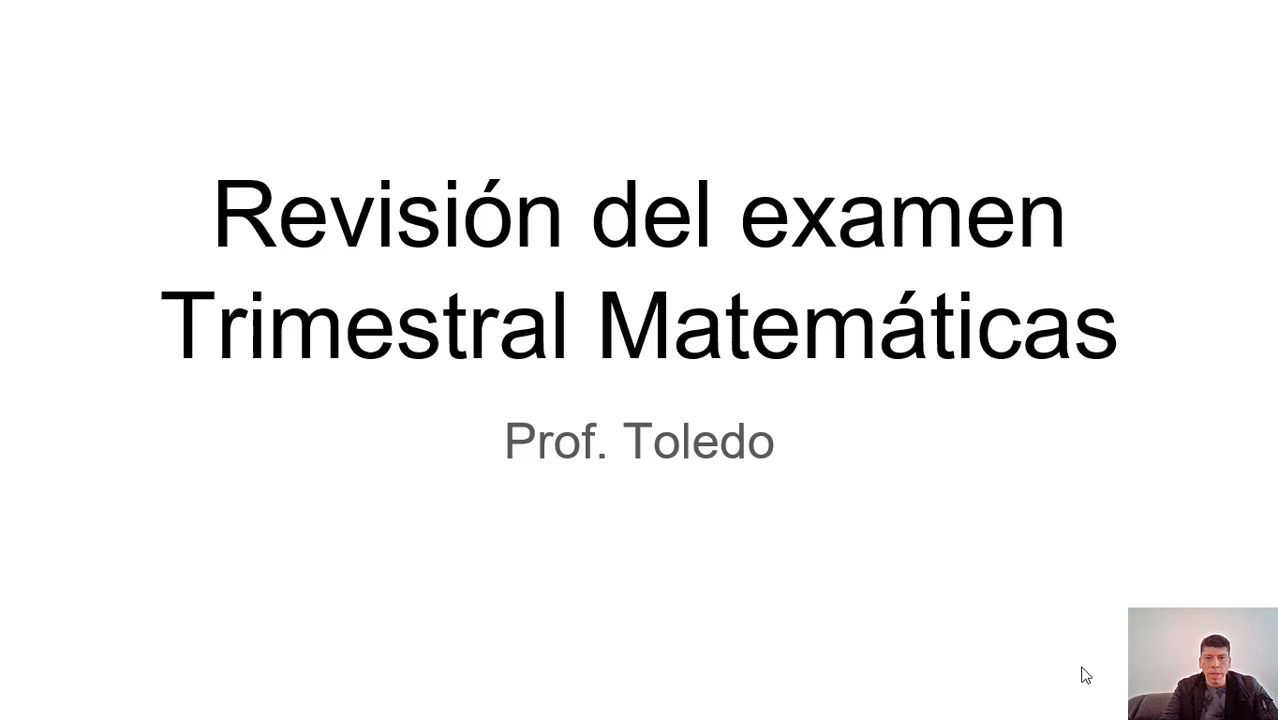 Revisión del examen
Trimestral Matemáticas
Prof. Toledo